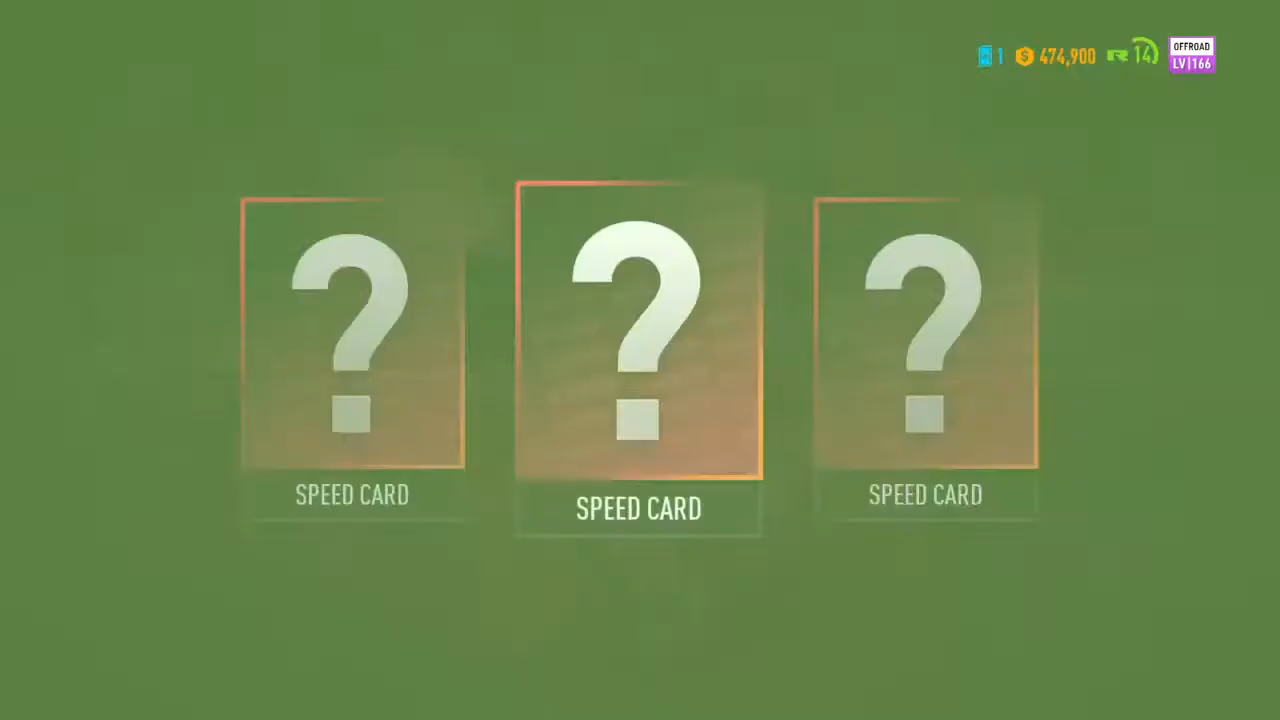 1 474,900 R 14 OFFROAD
LV|166
? ? ?
SPEED CARD SPEED CARD SPEED CARD